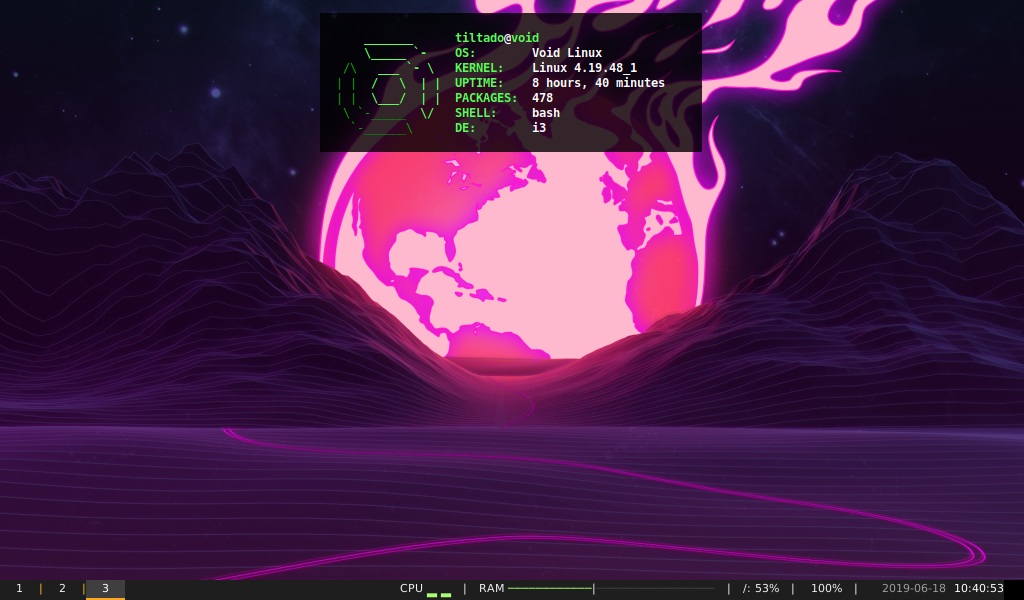 tiltado@void
OS: Void Linux
KERNEL: Linux 4.19.48_1
UPTIME: 8 hours, 40 minutes
PACKAGES: 478
SHELL: bash
DE: i3
1 | 2 | 3 CPU | RAM | /: 53% | 100% | 2019-06-18 10:40:53